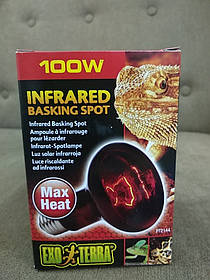 100W
INFRARED
BASKING SPOT
Infrared Basking Spot
Ampoule à infrarouge
pour lézarder
Infrarot-Spotlampe
Luz solar infrarroja
Luce riscaldante
ad infrarossi
Max
Heat
PT2144
EXO TERRA